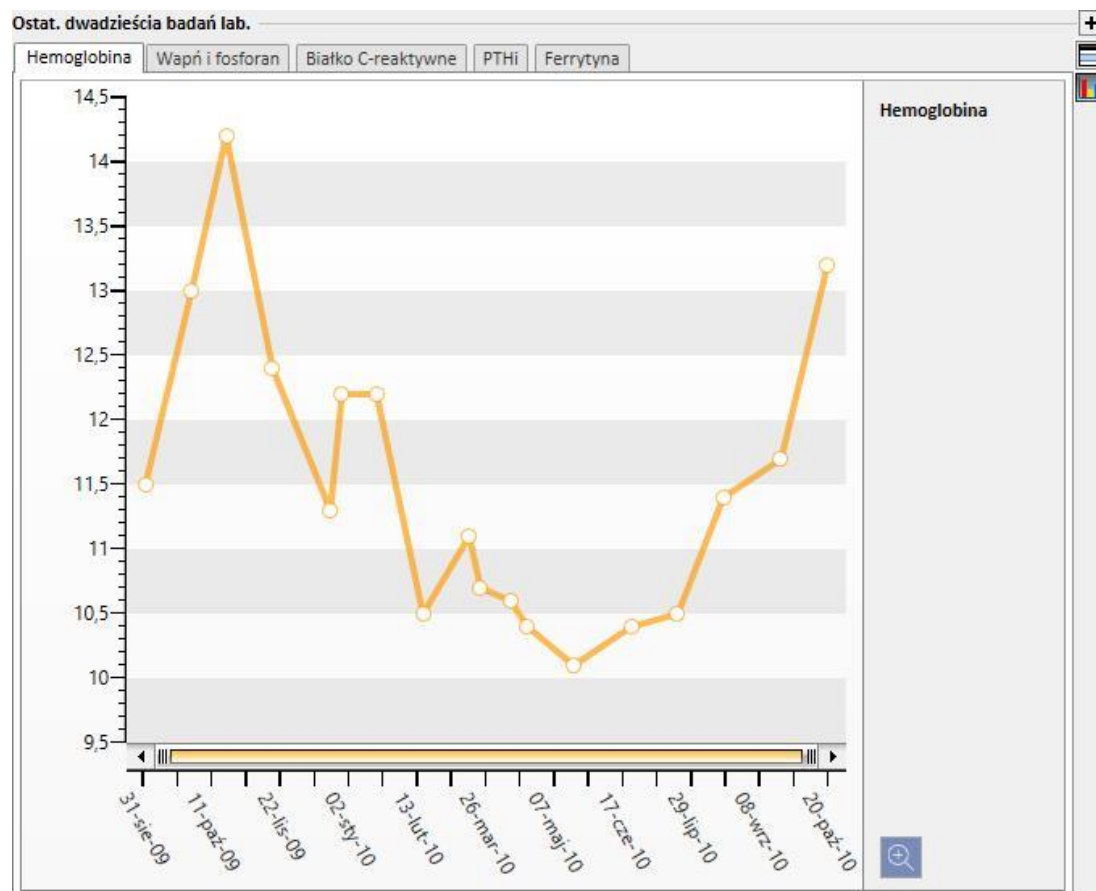 Ostat. dwadzieścia badań lab.
Hemoglobina Wapń i fosforan Białko C-reaktywne PTHi Ferrytyna
Hemoglobina
14,5
14
13,5
13
12,5
12
11,5
11
10,5
10
9,5
31-sie-09 11-paź-09 22-lis-09 02-sty-10 13-lut-10 26-mar-10 07-maj-10 17-cze-10 29-lip-10 08-wrz-10 20-paź-10